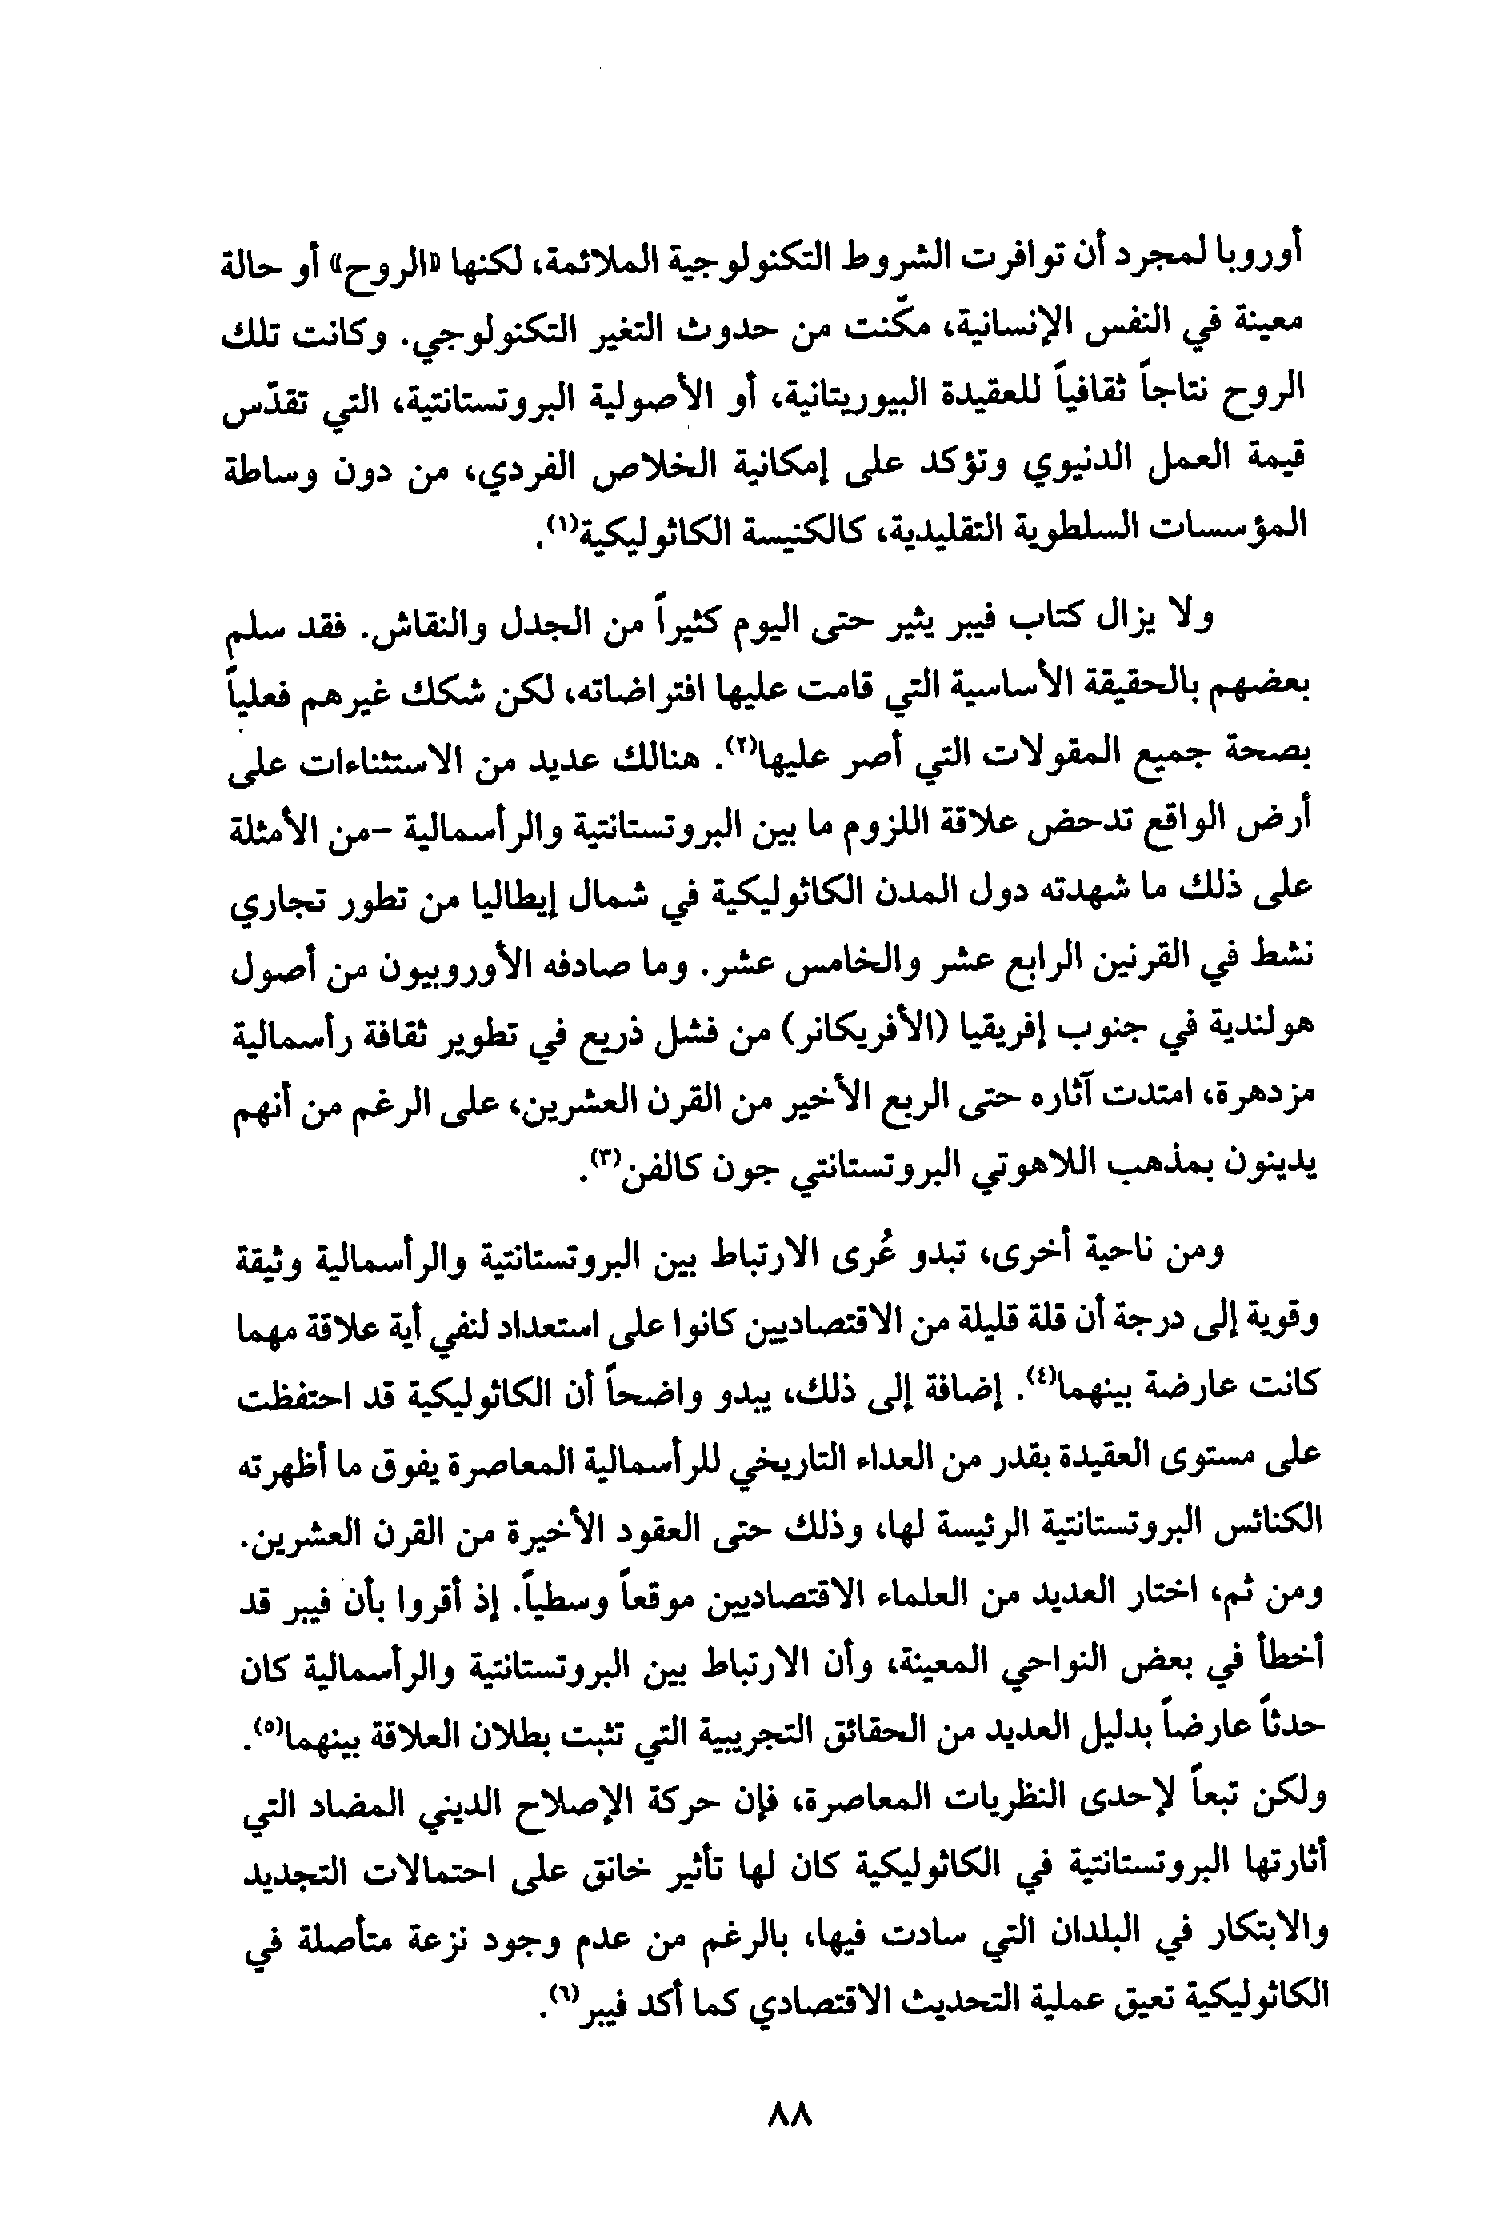 أوروبا لمجرد أن توافرت الشروط التكنولوجية الملائمة، لكنها «الروح» أو حالة
معينة في النفس الإنسانية، مكّنت من حدوث التغير التكنولوجي. وكانت تلك
الروح نتاجاً ثقافياً للعقيدة البيوريتانية، أو الأصولية البروتستانتية، التي تقدّس
قيمة العمل الدنيوي وتؤكد على إمكانية الخلاص الفردي، من دون وساطة
المؤسسات السلطوية التقليدية، كالكنيسة الكاثوليكية(١).
ولا يزال كتاب فيبر يثير حتى اليوم كثيراً من الجدل والنقاش. فقد سلم
بعضهم بالحقيقة الأساسية التي قامت عليها افتراضاته، لكن شكك غيرهم فعلياً
بصحة جميع المقولات التي أصر عليها(٢). هنالك عديد من الاستثناءات على
أرض الواقع تدحض علاقة اللزوم ما بين البروتستانتية والرأسمالية -من الأمثلة
على ذلك ما شهدته دول المدن الكاثوليكية في شمال إيطاليا من تطور تجاري
نشط في القرنين الرابع عشر والخامس عشر. وما صادفه الأوروبيون من أصول
هولندية في جنوب إفريقيا (الأفريكانر) من فشل ذريع في تطوير ثقافة رأسمالية
مزدهرة، امتدت آثاره حتى الربع الأخير من القرن العشرين، على الرغم من أنهم
يدينون بمذهب اللاهوتي البروتستانتي جون كالفن(٣).
ومن ناحية أخرى، تبدو عُرى الارتباط بين البروتستانتية والرأسمالية وثيقة
وقوية إلى درجة أن قلة قليلة من الاقتصاديين كانوا على استعداد لنفي أية علاقة مهما
كانت عارضة بينهما(٤). إضافة إلى ذلك، يبدو واضحاً أن الكاثوليكية قد احتفظت
على مستوى العقيدة بقدر من العداء التاريخي للرأسمالية المعاصرة يفوق ما أظهرته
الكنائس البروتستانتية الرئيسة لها، وذلك حتى العقود الأخيرة من القرن العشرين.
ومن ثم، اختار العديد من العلماء الاقتصاديين موقعاً وسطياً. إذ أقروا بأن فيبر قد
أخطأ في بعض النواحي المعينة، وأن الارتباط بين البروتستانتية والرأسمالية كان
حدثاً عارضاً بدليل العديد من الحقائق التجريبية التي تثبت بطلان العلاقة بينهما(٥).
ولكن تبعاً لإحدى النظريات المعاصرة، فإن حركة الإصلاح الديني المضاد التي
أثارتها البروتستانتية في الكاثوليكية كان لها تأثير خانق على احتمالات التجديد
والابتكار في البلدان التي سادت فيها، بالرغم من عدم وجود نزعة متأصلة في
الكاثوليكية تعيق عملية التحديث الاقتصادي كما أكد فيبر(٦).
٨٨